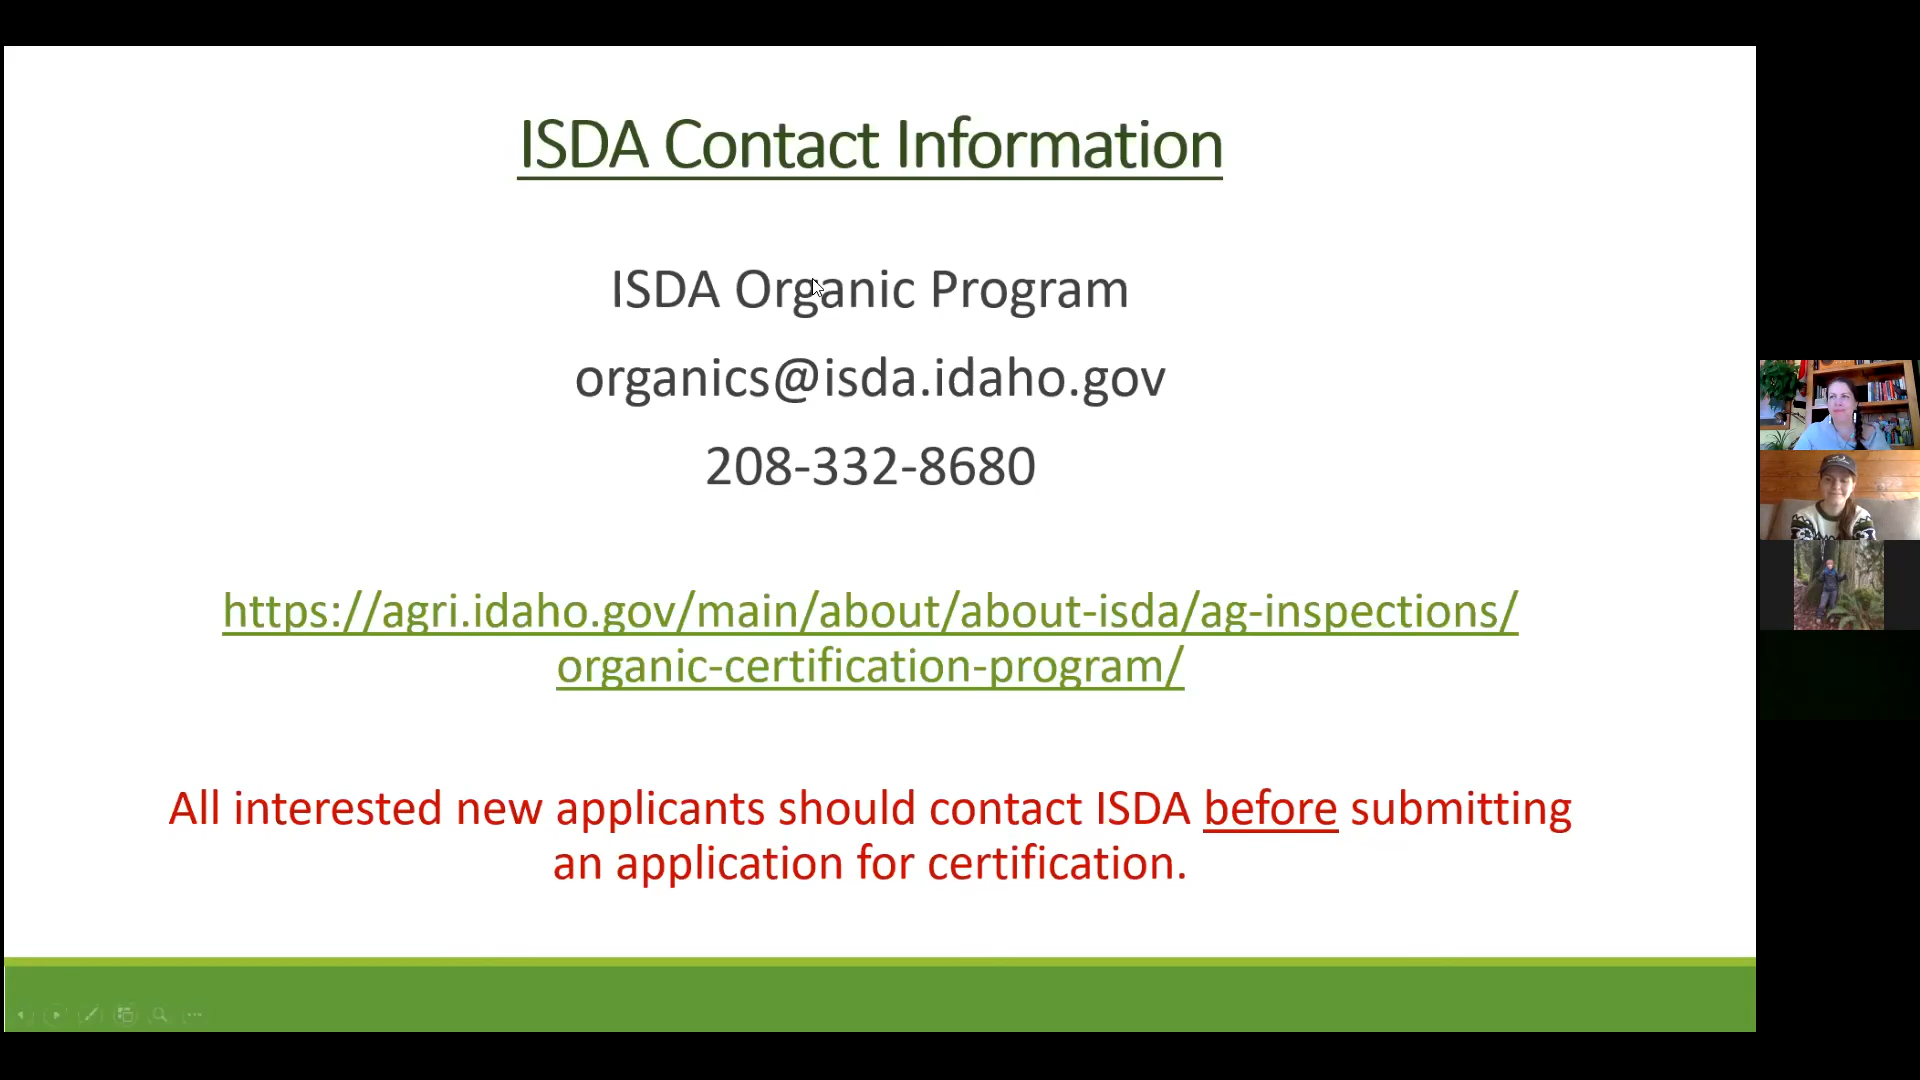 ISDA Contact Information
ISDA Organic Program
organics@isda.idaho.gov
208-332-8680
https://agri.idaho.gov/main/about/about-isda/ag-inspections/
organic-certification-program/
All interested new applicants should contact ISDA before submitting
an application for certification.